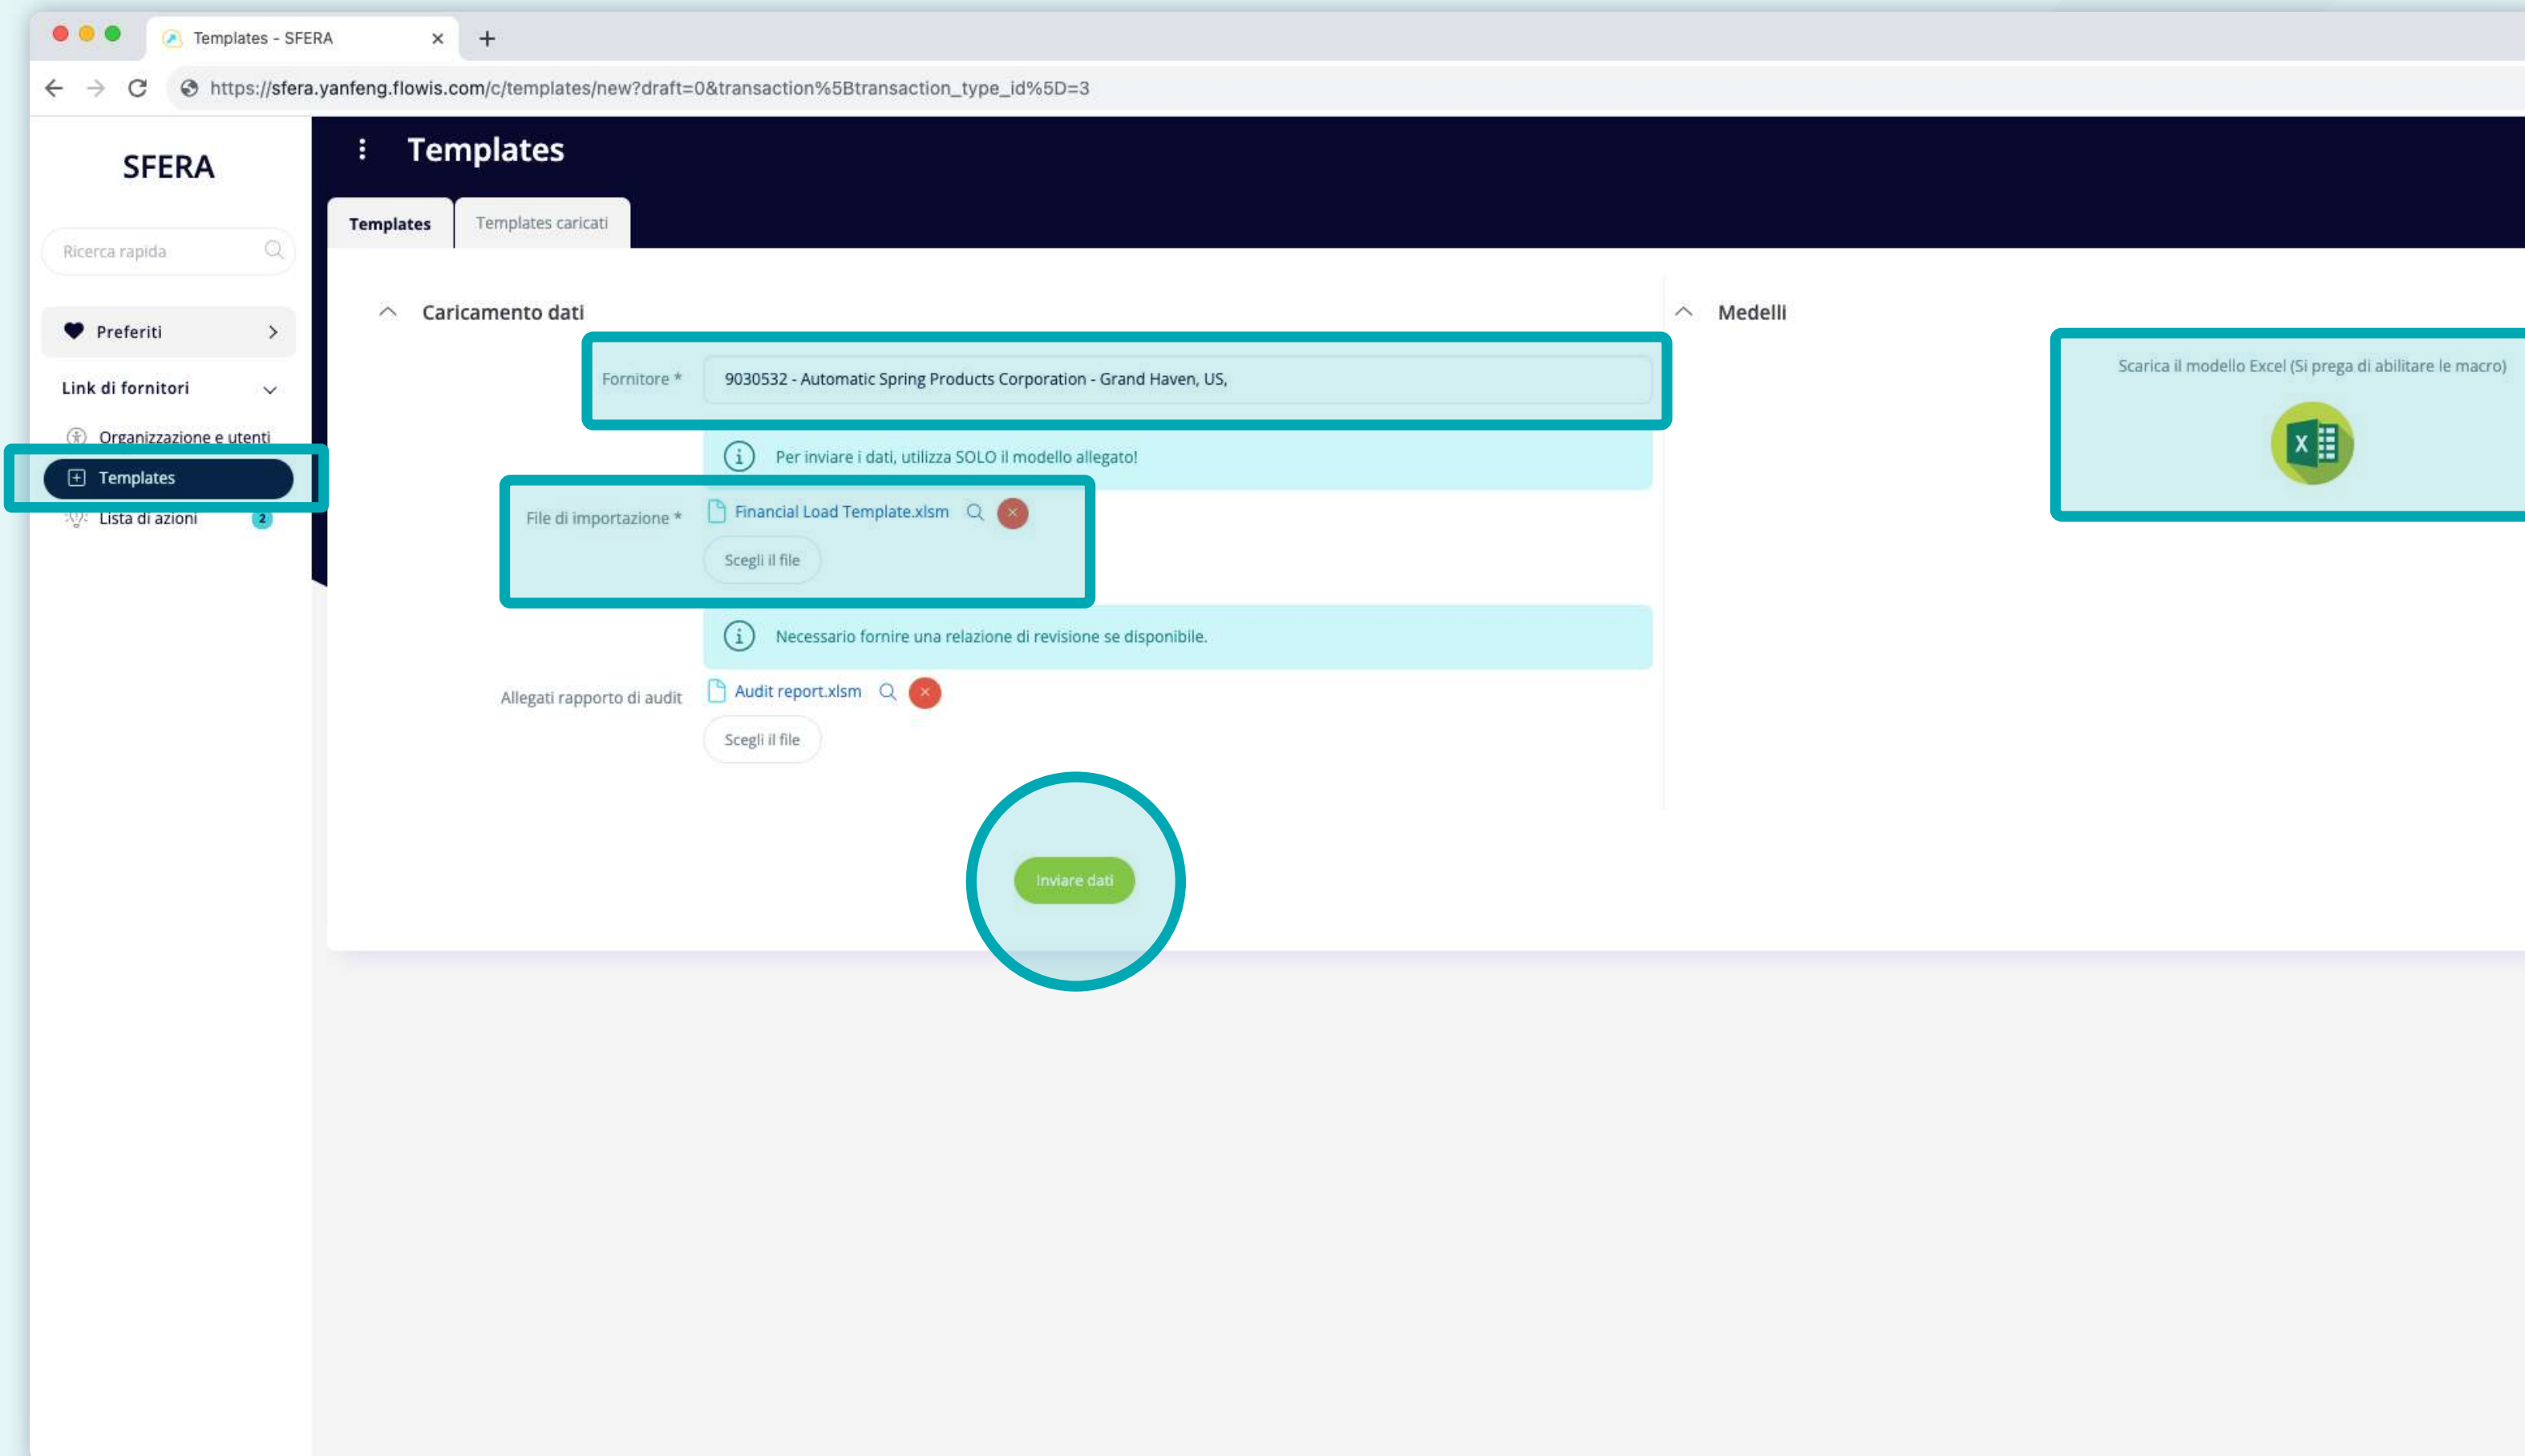 Templates - SFERA
https://sfera.yanfeng.flowis.com/c/templates/new?draft=0&transaction%5Btransaction_type_id%5D=3
SFERA
Templates
Templates
Templates caricati
Ricerca rapida
Preferiti
Link di fornitori
Organizzazione e utenti
Templates
Lista di azioni 2
Caricamento dati
Fornitore * 9030532 - Automatic Spring Products Corporation - Grand Haven, US,
Per inviare i dati, utilizza SOLO il modello allegato!
File di importazione * Financial Load Template.xlsm
Scegli il file
Necessario fornire una relazione di revisione se disponibile.
Allegati rapporto di audit Audit report.xlsm
Scegli il file
Inviare dati
Medelli
Scarica il modello Excel (Si prega di abilitare le macro)
X